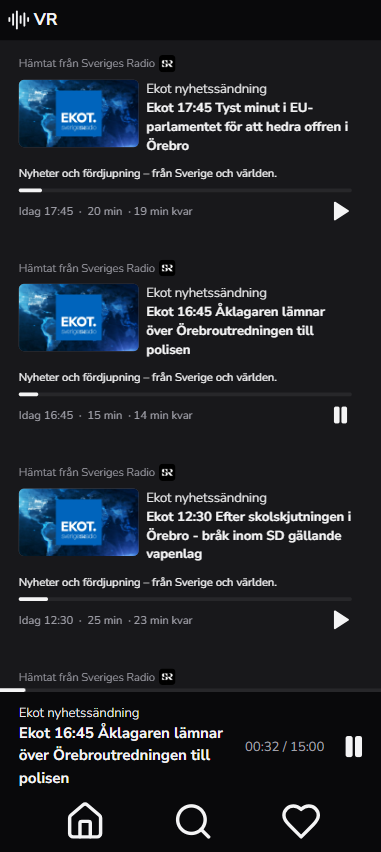 VR
Hämtat från Sveriges Radio SR
EKOT.
sverigesradio
Ekot nyhetssändning
Ekot 17:45 Tyst minut i EU-
parlamentet för att hedra offren i
Örebro
Nyheter och fördjupning – från Sverige och världen.
Idag 17:45 · 20 min · 19 min kvar
Hämtat från Sveriges Radio SR
EKOT.
sverigesradio
Ekot nyhetssändning
Ekot 16:45 Åklagaren lämnar
över Örebroutredningen till
polisen
Nyheter och fördjupning – från Sverige och världen.
Idag 16:45 · 15 min · 14 min kvar
Hämtat från Sveriges Radio SR
EKOT.
sverigesradio
Ekot nyhetssändning
Ekot 12:30 Efter skolskjutningen i
Örebro - bråk inom SD gällande
vapenlag
Nyheter och fördjupning – från Sverige och världen.
Idag 12:30 · 25 min · 23 min kvar
Hämtat från Sveriges Radio SR
Ekot nyhetssändning
Ekot 16:45 Åklagaren lämnar
över Örebroutredningen till
polisen
00:32 / 15:00